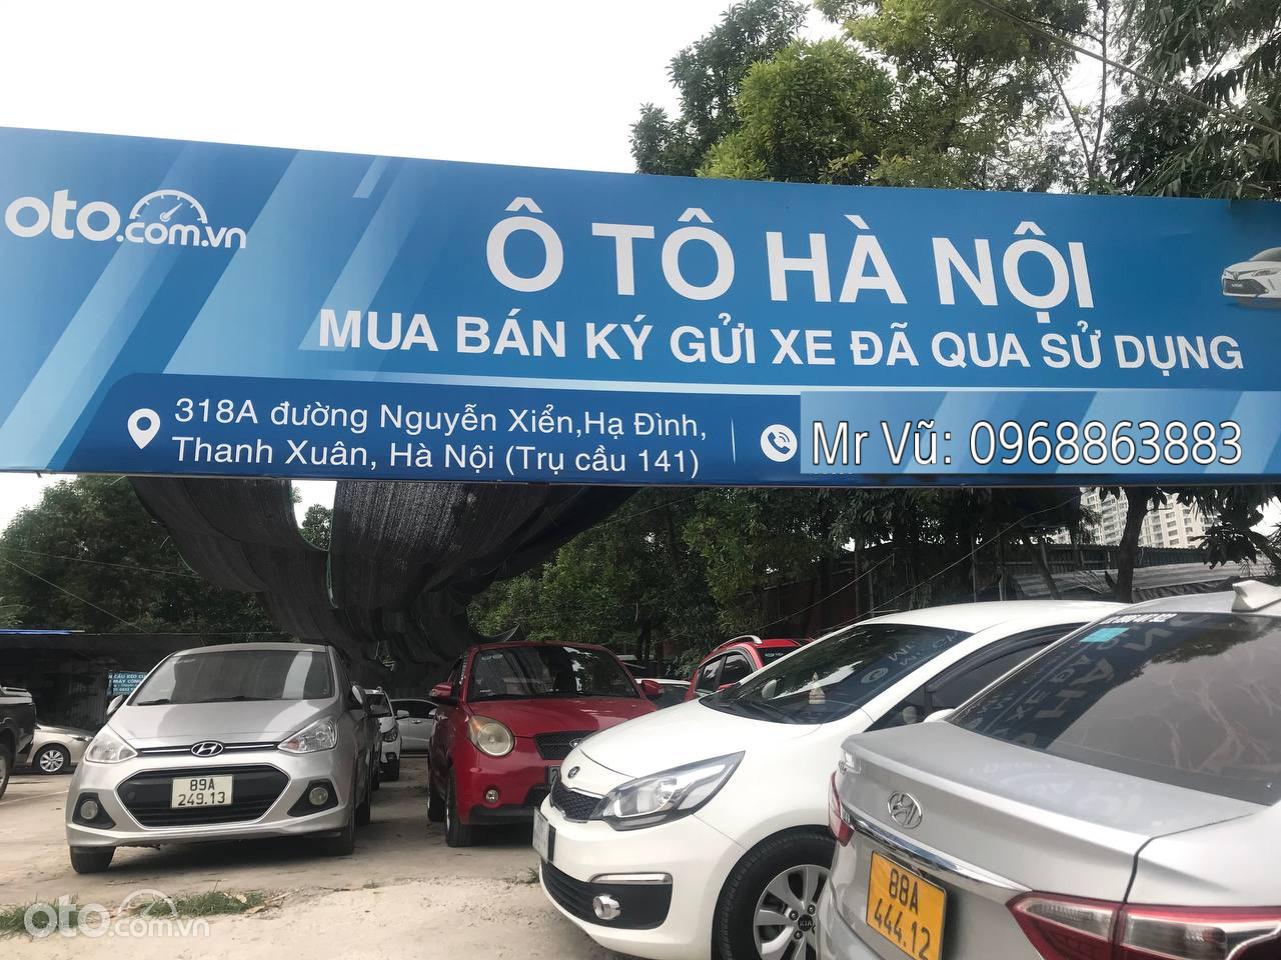 oto.com.vn
Ô TÔ HÀ NỘI
MUA BÁN KÝ GỬI XE ĐÃ QUA SỬ DỤNG
318A đường Nguyễn Xiển,Hạ Đình,
Thanh Xuân, Hà Nội (Trụ cầu 141)
Mr Vũ: 0968863883
89A
249.13
KIA
88A
444.12
oto.com.vn